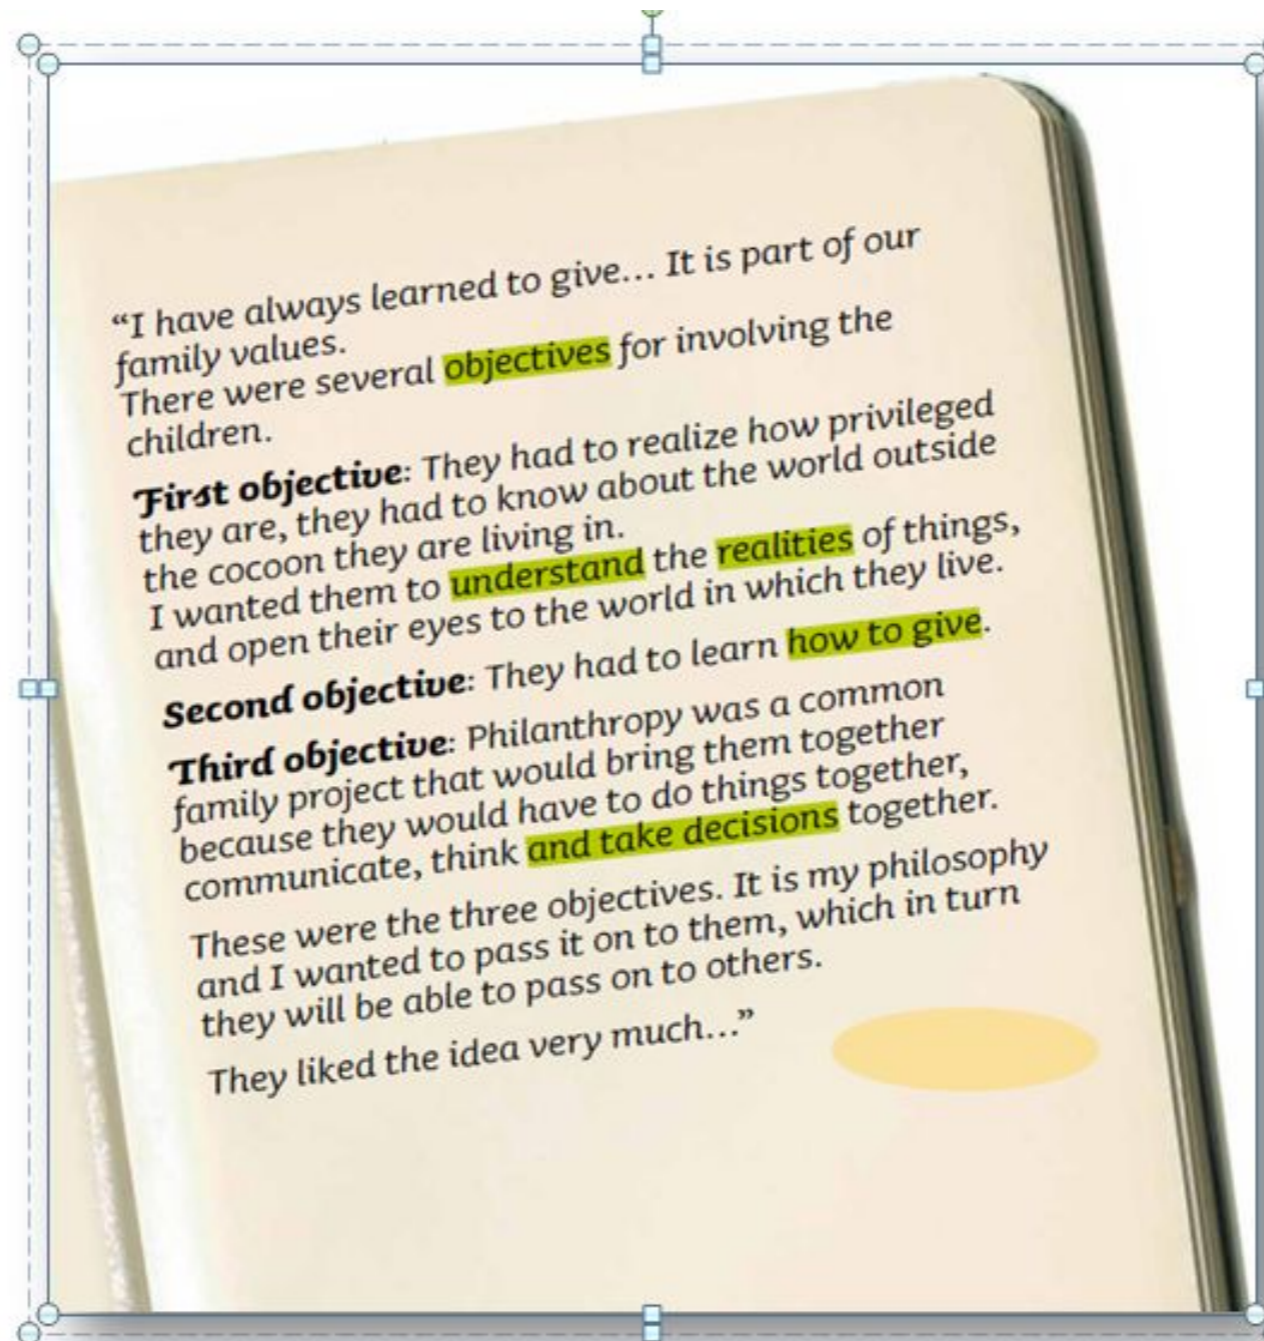 “I have always learned to give... It is part of our
family values.
There were several objectives for involving the
children.
First objective: They had to realize how privileged
they are, they had to know about the world outside
the cocoon they are living in.
I wanted them to understand the realities of things,
and open their eyes to the world in which they live.
Second objective: They had to learn how to give.
Third objective: Philanthropy was a common
family project that would bring them together
because they would have to do things together,
communicate, think and take decisions together.
These were the three objectives. It is my philosophy
and I wanted to pass it on to them, which in turn
they will be able to pass on to others.
They liked the idea very much...”